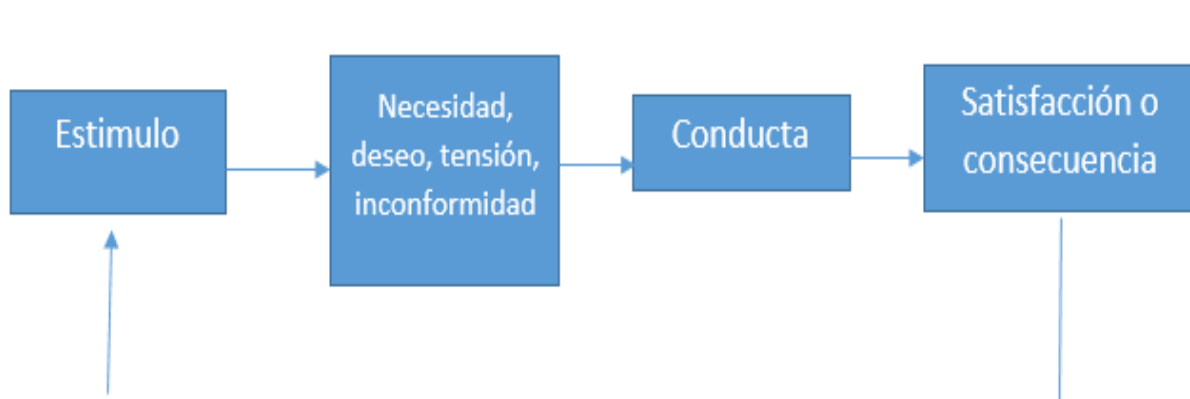 Estimulo
Necesidad,
deseo, tensión,
inconformidad
Conducta
Satisfacción o
consecuencia